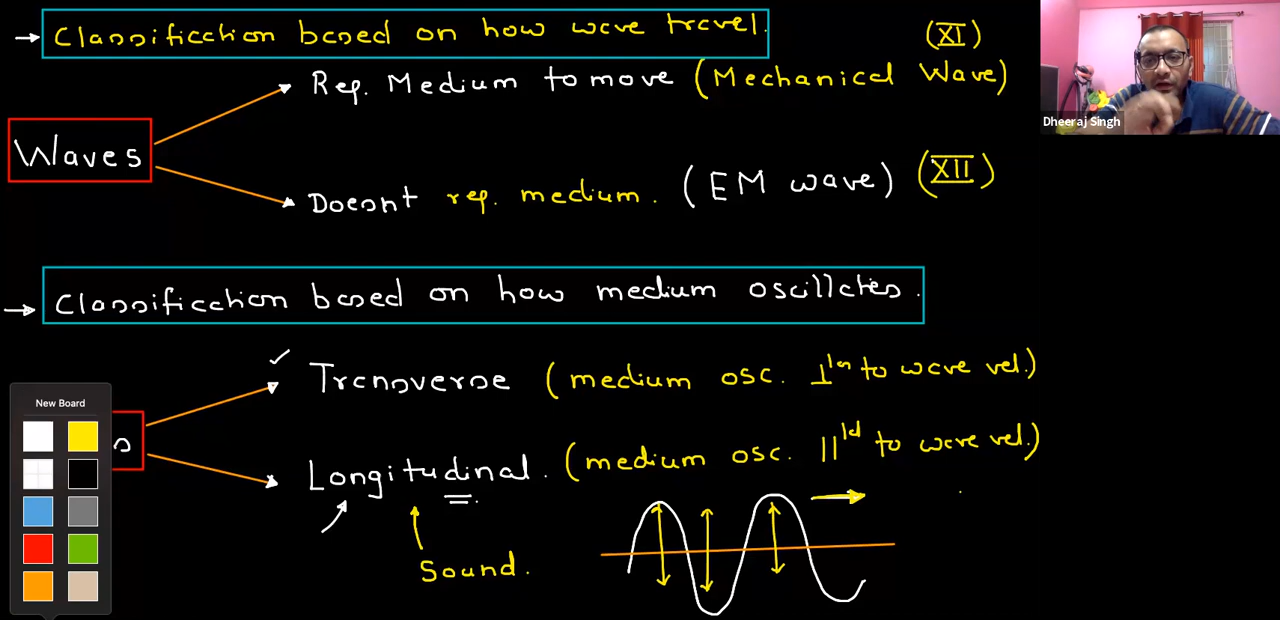 → Classification based on how wave travel.
(XI)
Req. Medium to move (Mechanical Wave)
Dheeraj Singh
Waves
Doesnt req. medium. (EM wave) (XII)
→ Classification based on how medium oscillates.
Transverse (medium osc. ⊥lar to wave vel.)
New Board
s
Longitudinal. (medium osc. ||ld to wave vel.)
Sound.